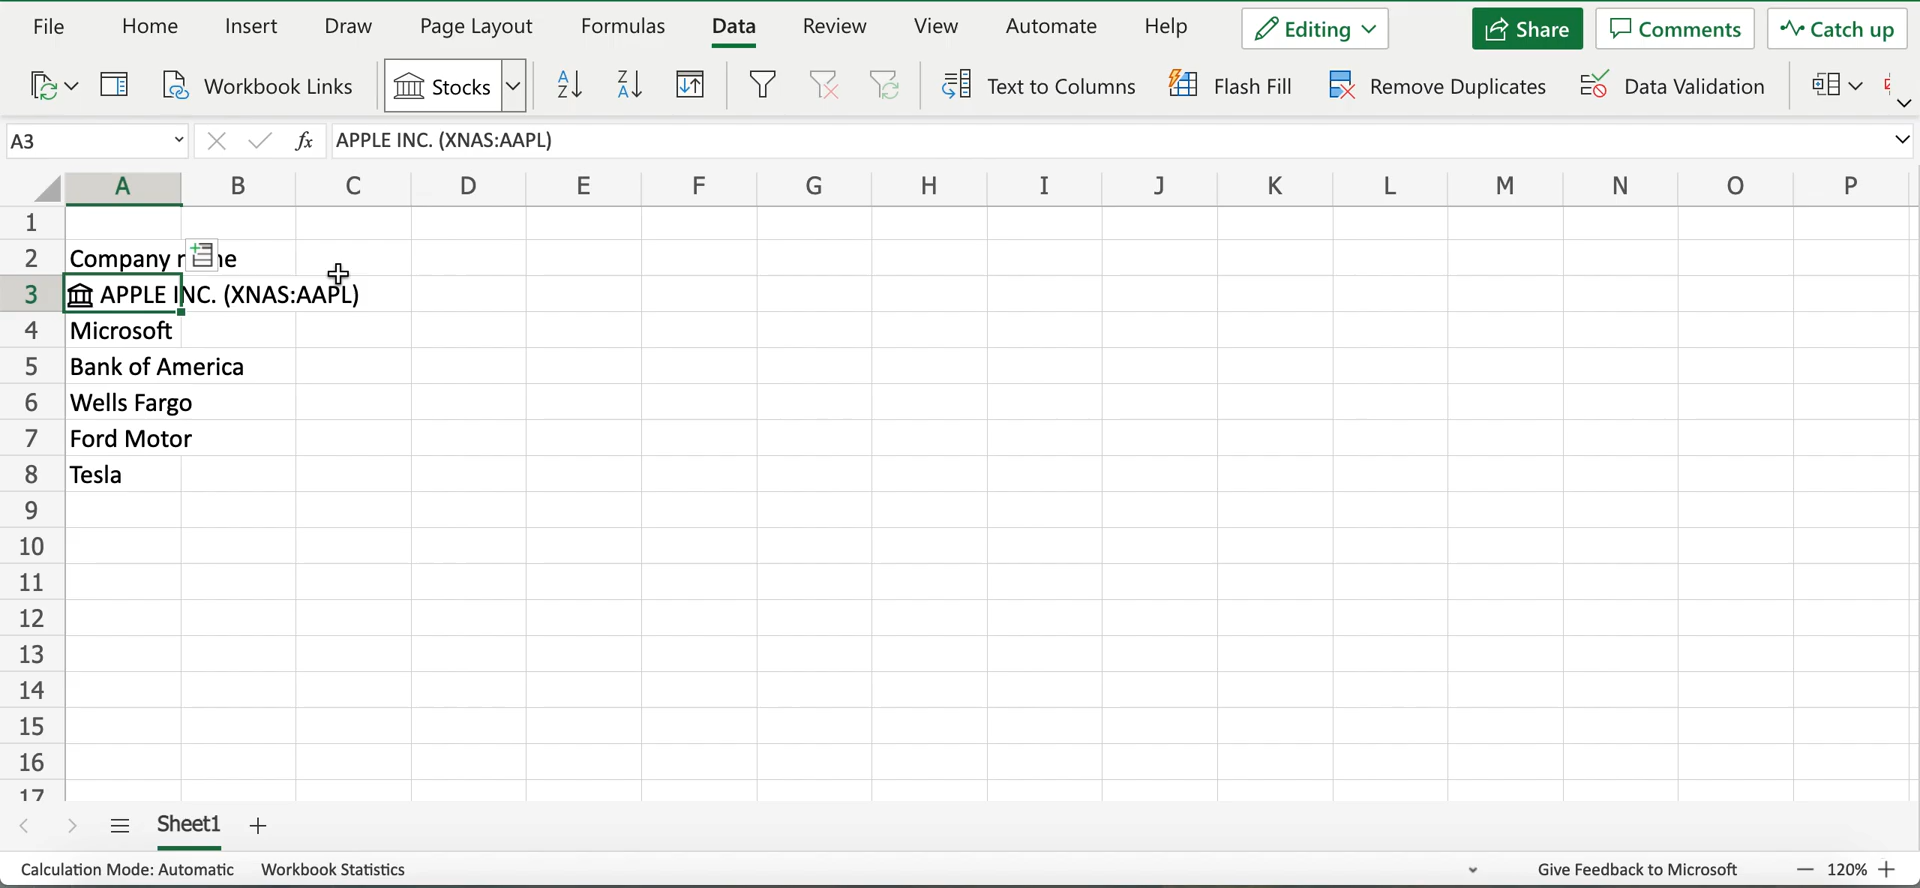 File Home Insert Draw Page Layout Formulas Data Review View Automate Help Editing Share Comments Catch up
Workbook Links Stocks Text to Columns Flash Fill Remove Duplicates Data Validation
A3 fx APPLE INC. (XNAS:AAPL)
A B C D E F G H I J K L M N O P
1
2 Company ne
3 APPLE INC. (XNAS:AAPL)
4 Microsoft
5 Bank of America
6 Wells Fargo
7 Ford Motor
8 Tesla
9
10
11
12
13
14
15
16
17
Sheet1
Calculation Mode: Automatic Workbook Statistics Give Feedback to Microsoft 120%